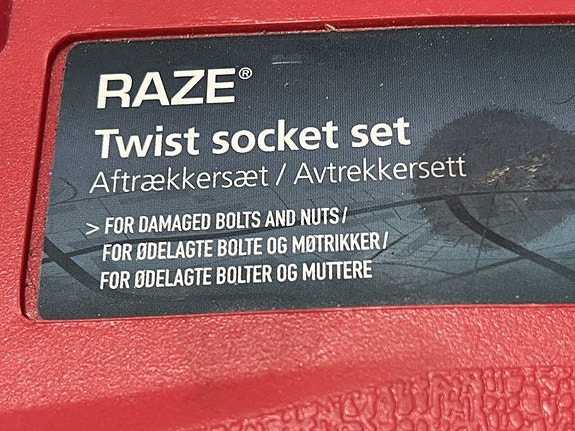 RAZE®
Twist socket set
Aftrækkersæt / Avtrekkersett
> FOR DAMAGED BOLTS AND NUTS /
FOR ØDELAGTE BOLTE OG MØTRIKKER /
FOR ØDELAGTE BOLTER OG MUTTERE